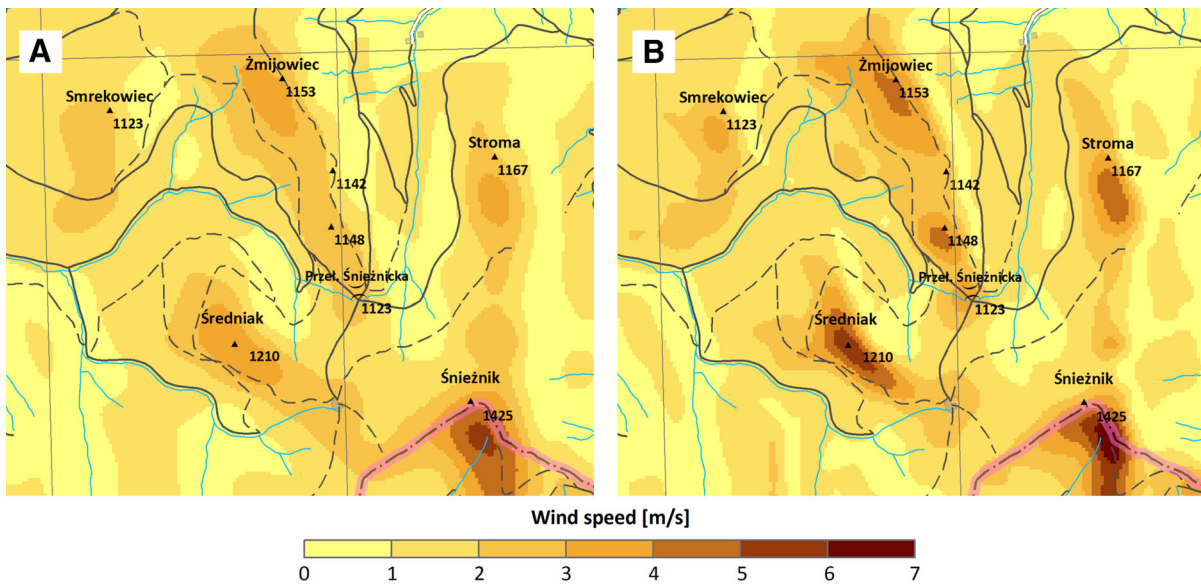 A
Żmijowiec
1153
Smrekowiec
1123
Stroma
1167
1142
1148
Przeł. Śnieżnicka
1123
Średniak
1210
Śnieżnik
1425
B
Żmijowiec
1153
Smrekowiec
1123
Stroma
1167
1142
1148
Przeł. Śnieżnicka
1123
Średniak
1210
Śnieżnik
1425
Wind speed [m/s]
0 1 2 3 4 5 6 7